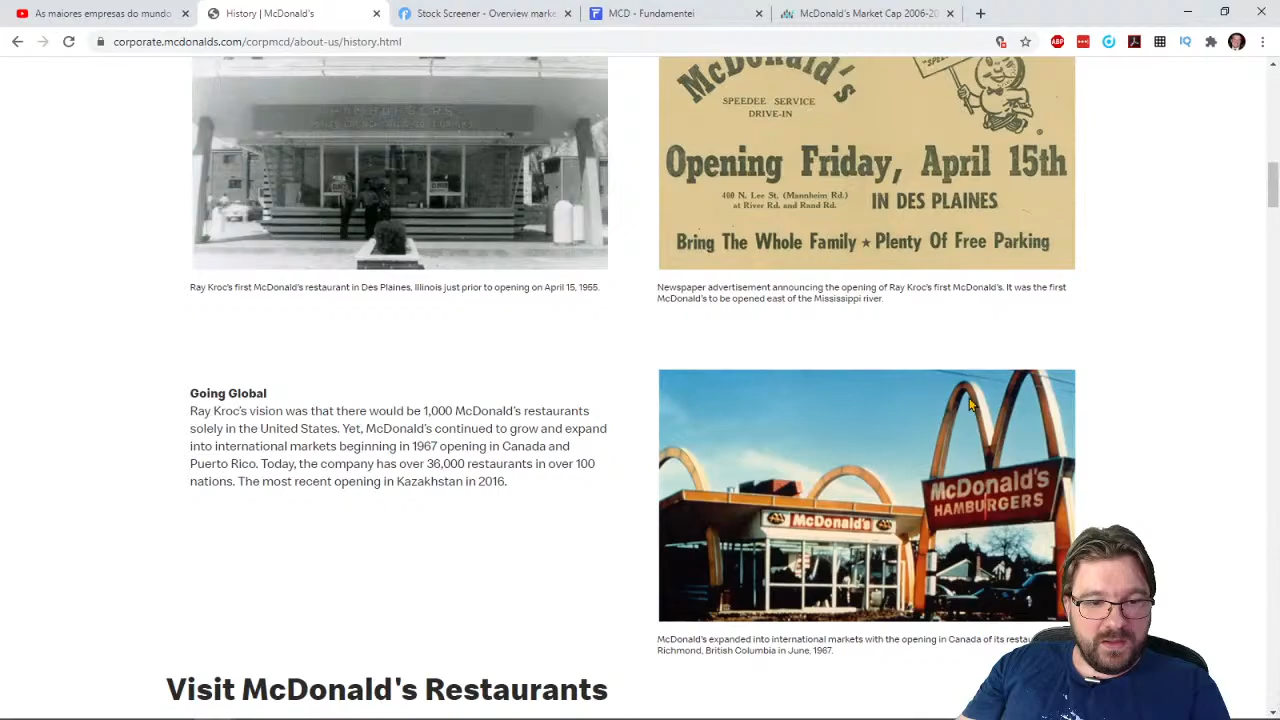 As maiores empresas do mundo
History | McDonald's
Stock Screener - Overview marke
MCD - Fundamentei
McDonald's Market Cap 2006-20
corporate.mcdonalds.com/corpmcd/about-us/history.html
McDonald's
SPEEDEE SERVICE
DRIVE-IN
Opening Friday, April 15th
400 N. Lee St. (Mannheim Rd.)
at River Rd. and Rand Rd.
IN DES PLAINES
Bring The Whole Family ★ Plenty Of Free Parking
Ray Kroc's first McDonald's restaurant in Des Plaines, Illinois just prior to opening on April 15, 1955.
Newspaper advertisement announcing the opening of Ray Kroc's first McDonald's. It was the first
McDonald's to be opened east of the Mississippi river.
Going Global
Ray Kroc's vision was that there would be 1,000 McDonald's restaurants
solely in the United States. Yet, McDonald's continued to grow and expand
into international markets beginning in 1967 opening in Canada and
Puerto Rico. Today, the company has over 36,000 restaurants in over 100
nations. The most recent opening in Kazakhstan in 2016.
McDonald's
HAMBURGERS
McDonald's
McDonald's expanded into international markets with the opening in Canada of its restau
Richmond, British Columbia in June, 1967.
Visit McDonald's Restaurants